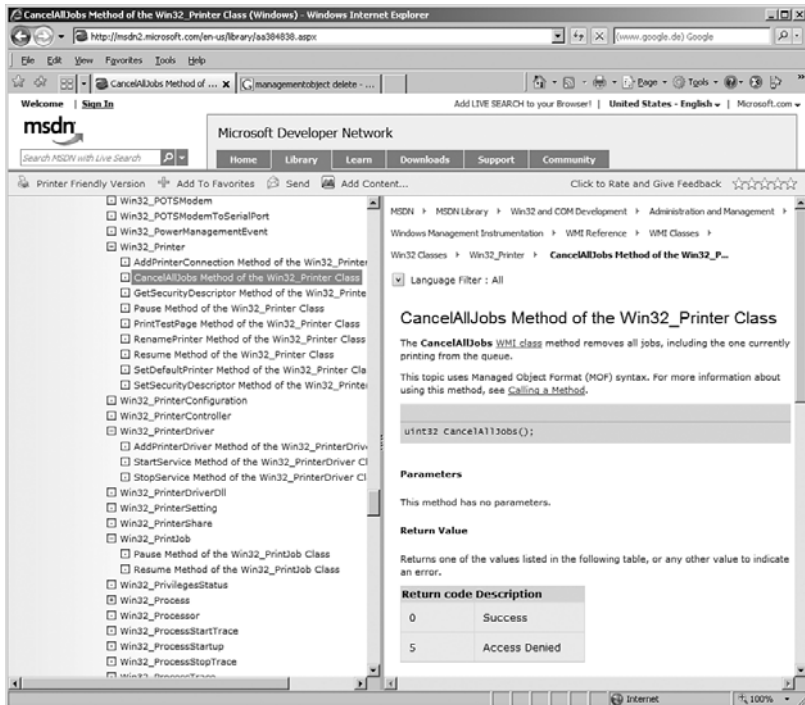 CancelAllJobs Method of the Win32_Printer Class (Windows) - Windows Internet Explorer
http://msdn2.microsoft.com/en-us/library/aa384838.aspx
(www.google.de) Google
File Edit View Favorites Tools Help
CancelAllJobs Method of ... x
managementobject delete - ...
Page Tools
Welcome | Sign In
Add LIVE SEARCH to your Browser! | United States - English | Microsoft.com
msdn
Microsoft Developer Network
Search MSDN with Live Search
Home Library Learn Downloads Support Community
Printer Friendly Version Add To Favorites Send Add Content...
Click to Rate and Give Feedback
Win32_POTSModem
Win32_POTSModemToSerialPort
Win32_PowerManagementEvent
Win32_Printer
AddPrinterConnection Method of the Win32_Printer
CancelAllJobs Method of the Win32_Printer Class
GetSecurityDescriptor Method of the Win32_Printe
Pause Method of the Win32_Printer Class
PrintTestPage Method of the Win32_Printer Class
RenamePrinter Method of the Win32_Printer Class
Resume Method of the Win32_Printer Class
SetDefaultPrinter Method of the Win32_Printer Cla
SetSecurityDescriptor Method of the Win32_Printe
Win32_PrinterConfiguration
Win32_PrinterController
Win32_PrinterDriver
AddPrinterDriver Method of the Win32_PrinterDriv
StartService Method of the Win32_PrinterDriver Cl
StopService Method of the Win32_PrinterDriver Cl
Win32_PrinterDriverDll
Win32_PrinterSetting
Win32_PrinterShare
Win32_PrintJob
Pause Method of the Win32_PrintJob Class
Resume Method of the Win32_PrintJob Class
Win32_PrivilegesStatus
Win32_Process
Win32_Processor
Win32_ProcessStartTrace
Win32_ProcessStartup
Win32_ProcessStopTrace
Win32_ProcessTrace
MSDN MSDN Library Win32 and COM Development Administration and Management
Windows Management Instrumentation WMI Reference WMI Classes
Win32 Classes Win32_Printer CancelAllJobs Method of the Win32_P...
Language Filter : All
CancelAllJobs Method of the Win32_Printer Class
The CancelAllJobs WMI class method removes all jobs, including the one currently
printing from the queue.
This topic uses Managed Object Format (MOF) syntax. For more information about
using this method, see Calling a Method.
uint32 CancelAllJobs();
Parameters
This method has no parameters.
Return Value
Returns one of the values listed in the following table, or any other value to indicate
an error.
Return code Description
0 Success
5 Access Denied
Internet
100%